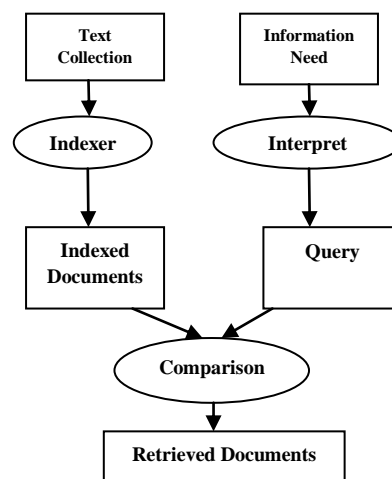 Text
Collection
Information
Need
Indexer
Interpret
Indexed
Documents
Query
Comparison
Retrieved Documents